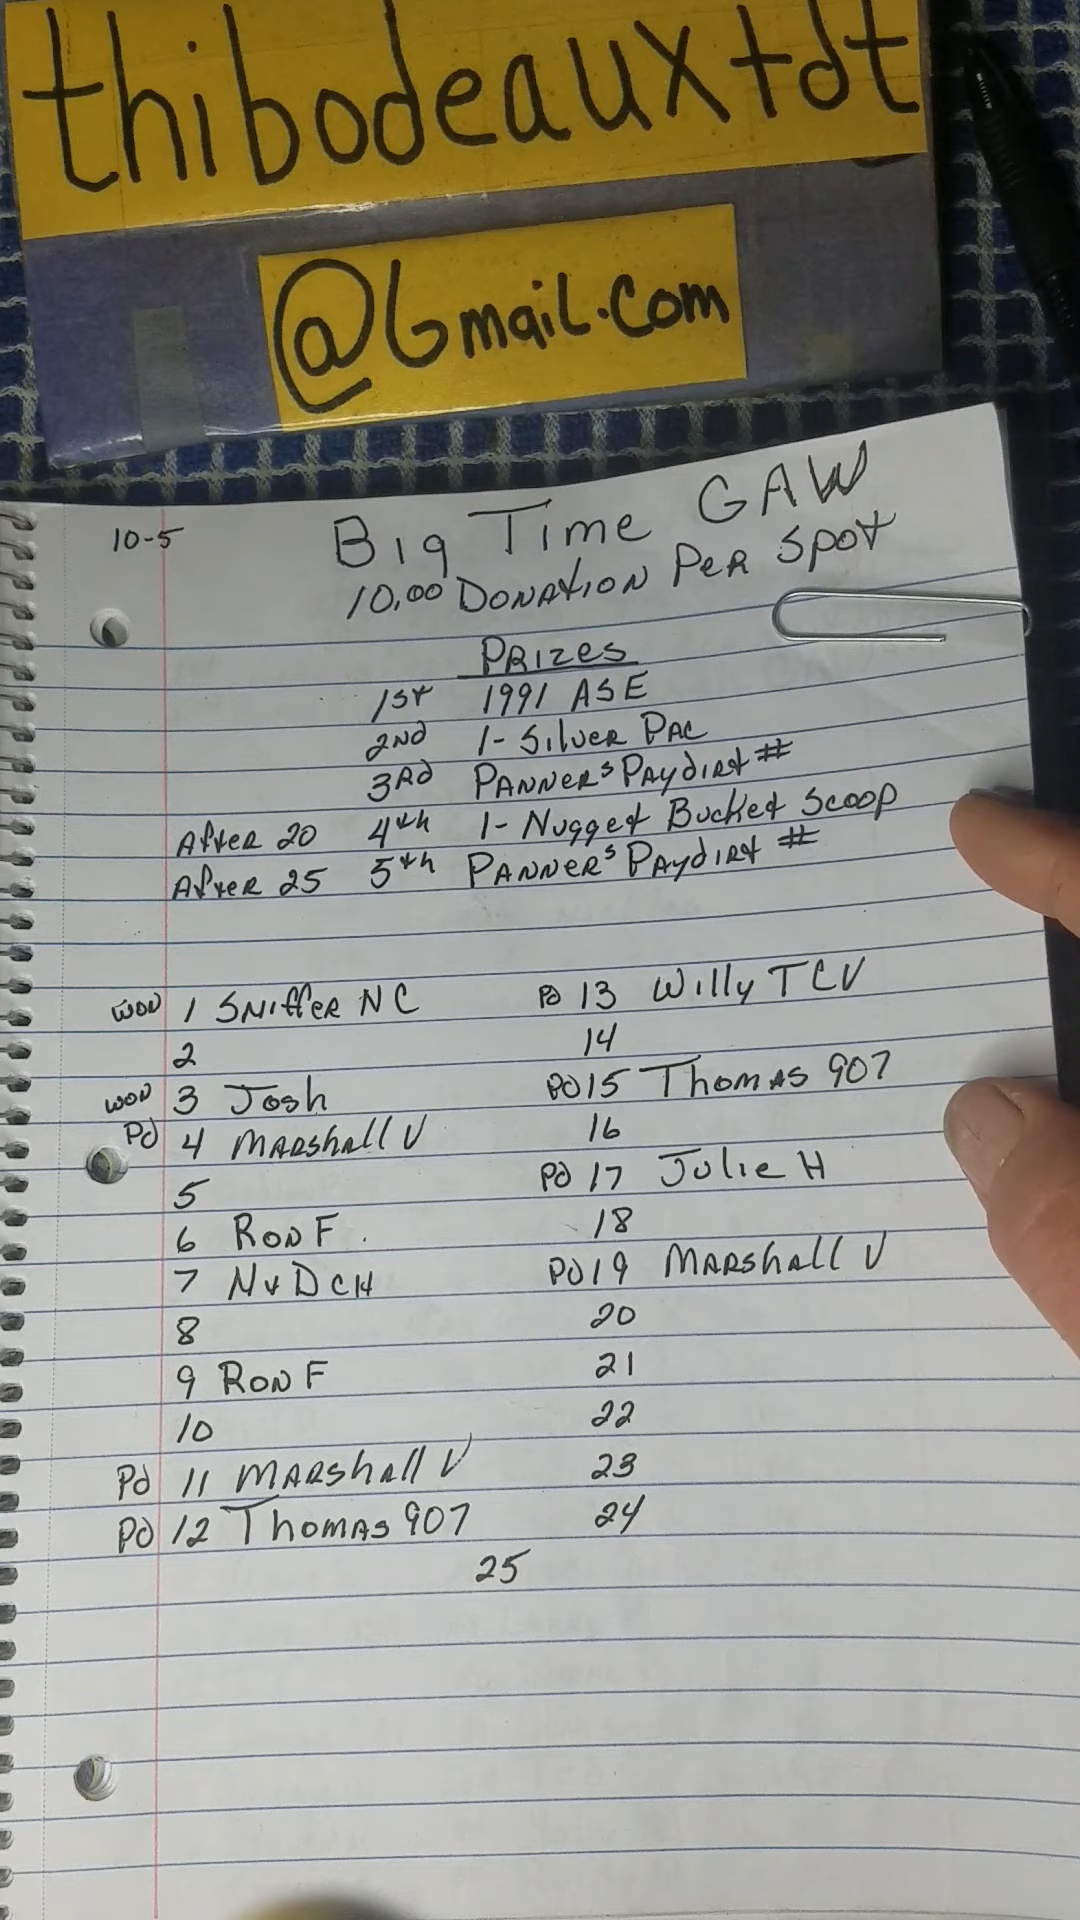 thibodeauxtdt
@Gmail.com
10-5
Big Time GAW
10.00 Donation Per Spot
Prizes
1st 1991 ASE
2nd 1- Silver Pac
3rd Panner's Paydirt #
After 20 4th 1- Nugget Bucket Scoop
After 25 5th Panner's Paydirt #
won 1 Sniffer NC
2
won 3 Josh
Pd 4 Marshall V
5
6 Ron F.
7 NvDCH
8
9 Ron F
10
Pd 11 Marshall V
Pd 12 Thomas 907
Pd 13 Willy TCV
14
Pd 15 Thomas 907
16
Pd 17 Julie H
18
Pd 19 Marshall V
20
21
22
23
24
25